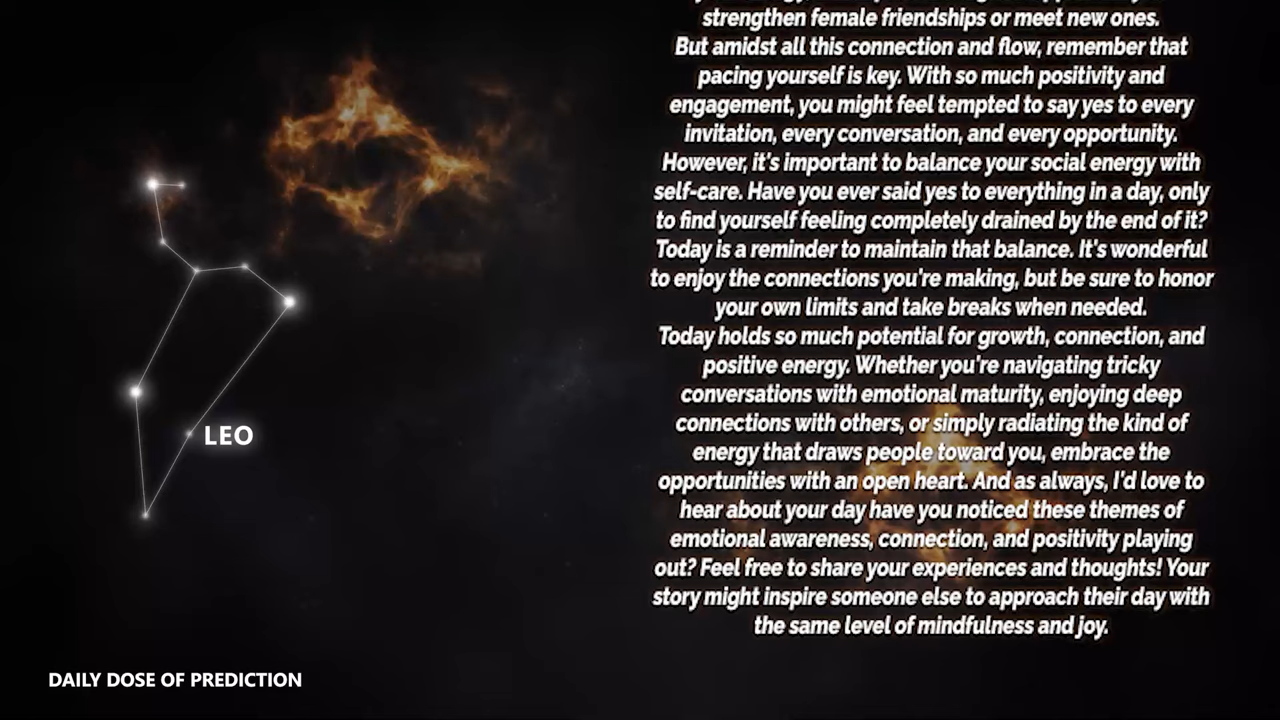 strengthen female friendships or meet new ones.
But amidst all this connection and flow, remember that
pacing yourself is key. With so much positivity and
engagement, you might feel tempted to say yes to every
invitation, every conversation, and every opportunity.
However, it's important to balance your social energy with
self-care. Have you ever said yes to everything in a day, only
to find yourself feeling completely drained by the end of it?
Today is a reminder to maintain that balance. It's wonderful
to enjoy the connections you're making, but be sure to honor
your own limits and take breaks when needed.
Today holds so much potential for growth, connection, and
positive energy. Whether you're navigating tricky
conversations with emotional maturity, enjoying deep
connections with others, or simply radiating the kind of
energy that draws people toward you, embrace the
opportunities with an open heart. And as always, I'd love to
hear about your day have you noticed these themes of
emotional awareness, connection, and positivity playing
out? Feel free to share your experiences and thoughts! Your
story might inspire someone else to approach their day with
the same level of mindfulness and joy.
LEO
DAILY DOSE OF PREDICTION